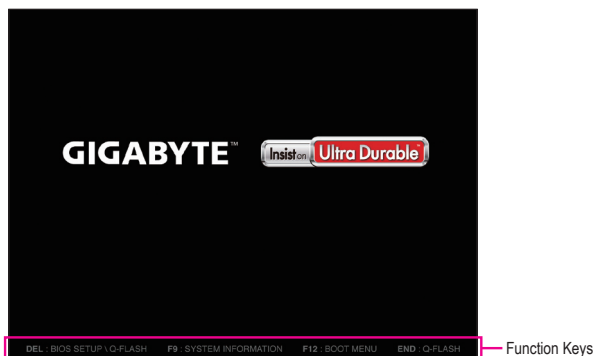 GIGABYTE™ Insist on Ultra Durable™
DEL : BIOS SETUP \ Q-FLASH F9 : SYSTEM INFORMATION F12 : BOOT MENU END : Q-FLASH Function Keys